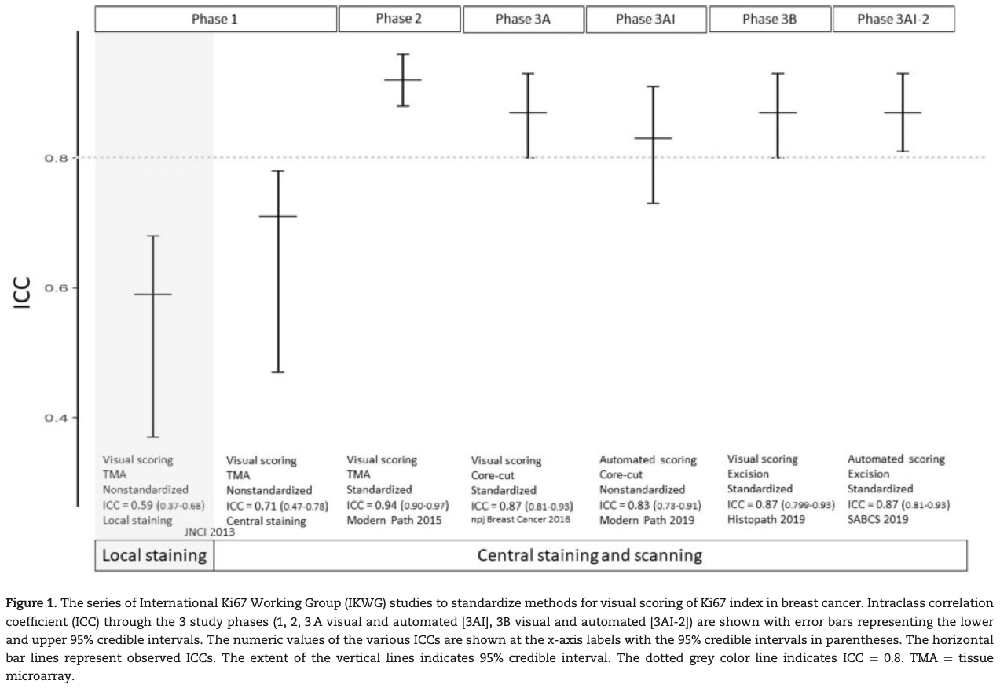 Phase 1
Phase 2
Phase 3A
Phase 3AI
Phase 3B
Phase 3AI-2
ICC
0.8
0.6
0.4
Visual scoring
TMA
Nonstandardized
ICC = 0.59 (0.37-0.68)
Local staining
Visual scoring
TMA
Nonstandardized
ICC = 0.71 (0.47-0.78)
Central staining
JNCI 2013
Visual scoring
TMA
Standardized
ICC = 0.94 (0.90-0.97)
Modern Path 2015
Visual scoring
Core-cut
Standardized
ICC = 0.87 (0.81-0.93)
npj Breast Cancer 2016
Automated scoring
Core-cut
Nonstandardized
ICC = 0.83 (0.73-0.91)
Modern Path 2019
Visual scoring
Excision
Standardized
ICC = 0.87 (0.799-0.93)
Histopath 2019
Automated scoring
Excision
Standardized
ICC = 0.87 (0.81-0.93)
SABCS 2019
Local staining
Central staining and scanning
Figure 1. The series of International Ki67 Working Group (IKWG) studies to standardize methods for visual scoring of Ki67 index in breast cancer. Intraclass correlation
coefficient (ICC) through the 3 study phases (1, 2, 3 A visual and automated [3AI], 3B visual and automated [3AI-2]) are shown with error bars representing the lower
and upper 95% credible intervals. The numeric values of the various ICCs are shown at the x-axis labels with the 95% credible intervals in parentheses. The horizontal
bar lines represent observed ICCs. The extent of the vertical lines indicates 95% credible interval. The dotted grey color line indicates ICC = 0.8. TMA = tissue
microarray.